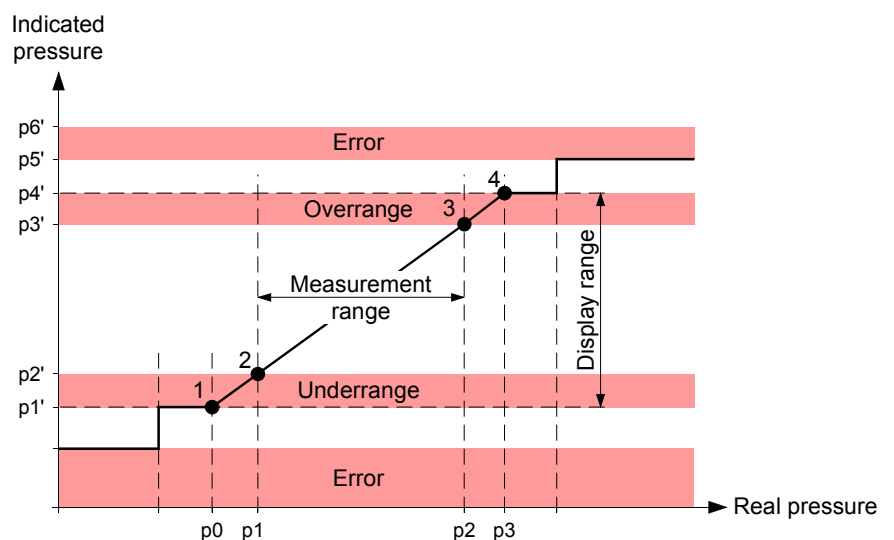 Indicated
pressure
p6'
Error
p5'
p4'
4
Overrange
3
p3'
Measurement
range
Display range
2
p2'
1
Underrange
p1'
Error
Real pressure
p0
p1
p2
p3